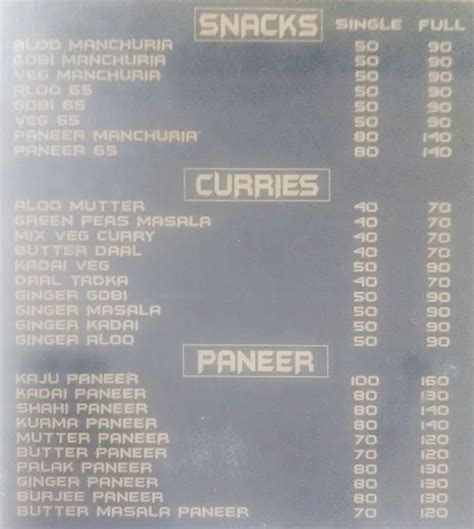 SNACKS SINGLE FULL
ALOO MANCHURIA 50 90
GOBI MANCHURIA 50 90
VEG MANCHURIA 50 90
ALOO 65 50 90
GOBI 65 50 90
VEG 65 50 90
PANEER MANCHURIA 80 140
PANEER 65 80 140
CURRIES
ALOO MUTTER 40 70
GREEN PEAS MASALA 40 70
MIX VEG CURRY 40 70
BUTTER DAAL 40 70
KADAI VEG 50 90
DAAL TADKA 40 70
GINGER GOBI 50 90
GINGER MASALA 50 90
GINGER KADAI 50 90
GINGER ALOO 50 90
PANEER
KAJU PANEER 100 160
KADAI PANEER 80 130
SHAHI PANEER 80 140
KURMA PANEER 80 140
MUTTER PANEER 70 120
BUTTER PANEER 70 120
PALAK PANEER 80 130
GINGER PANEER 80 130
BURJEE PANEER 80 130
BUTTER MASALA PANEER 70 120